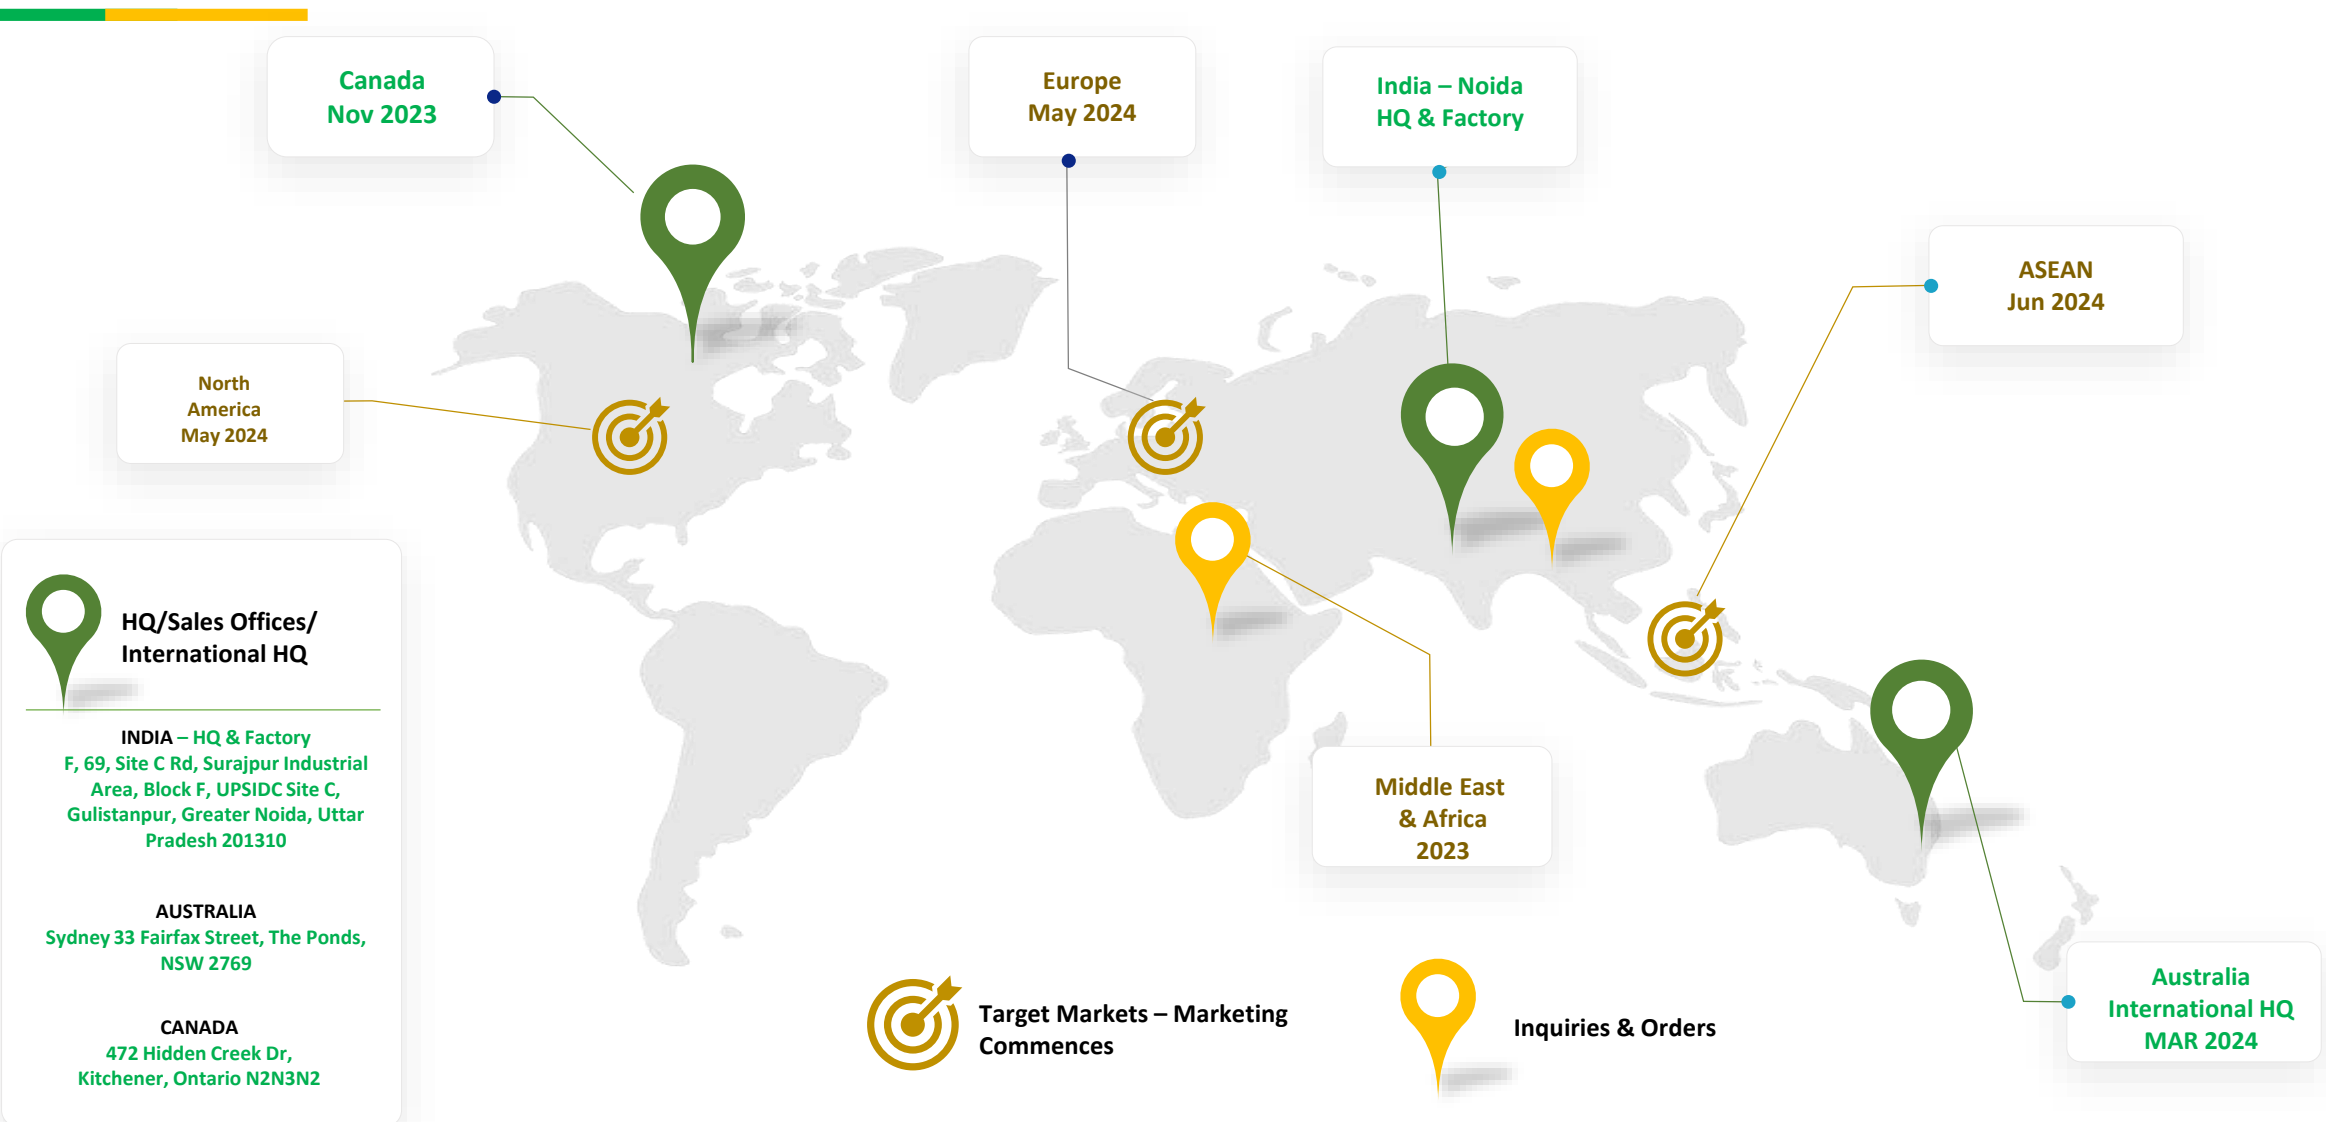 Canada
Nov 2023
Europe
May 2024
India – Noida
HQ & Factory
ASEAN
Jun 2024
North
America
May 2024
HQ/Sales Offices/
International HQ
INDIA – HQ & Factory
F, 69, Site C Rd, Surajpur Industrial
Area, Block F, UPSIDC Site C,
Gulistanpur, Greater Noida, Uttar
Pradesh 201310
AUSTRALIA
Sydney 33 Fairfax Street, The Ponds,
NSW 2769
CANADA
472 Hidden Creek Dr,
Kitchener, Ontario N2N3N2
Middle East
& Africa
2023
Target Markets – Marketing
Commences
Inquiries & Orders
Australia
International HQ
MAR 2024